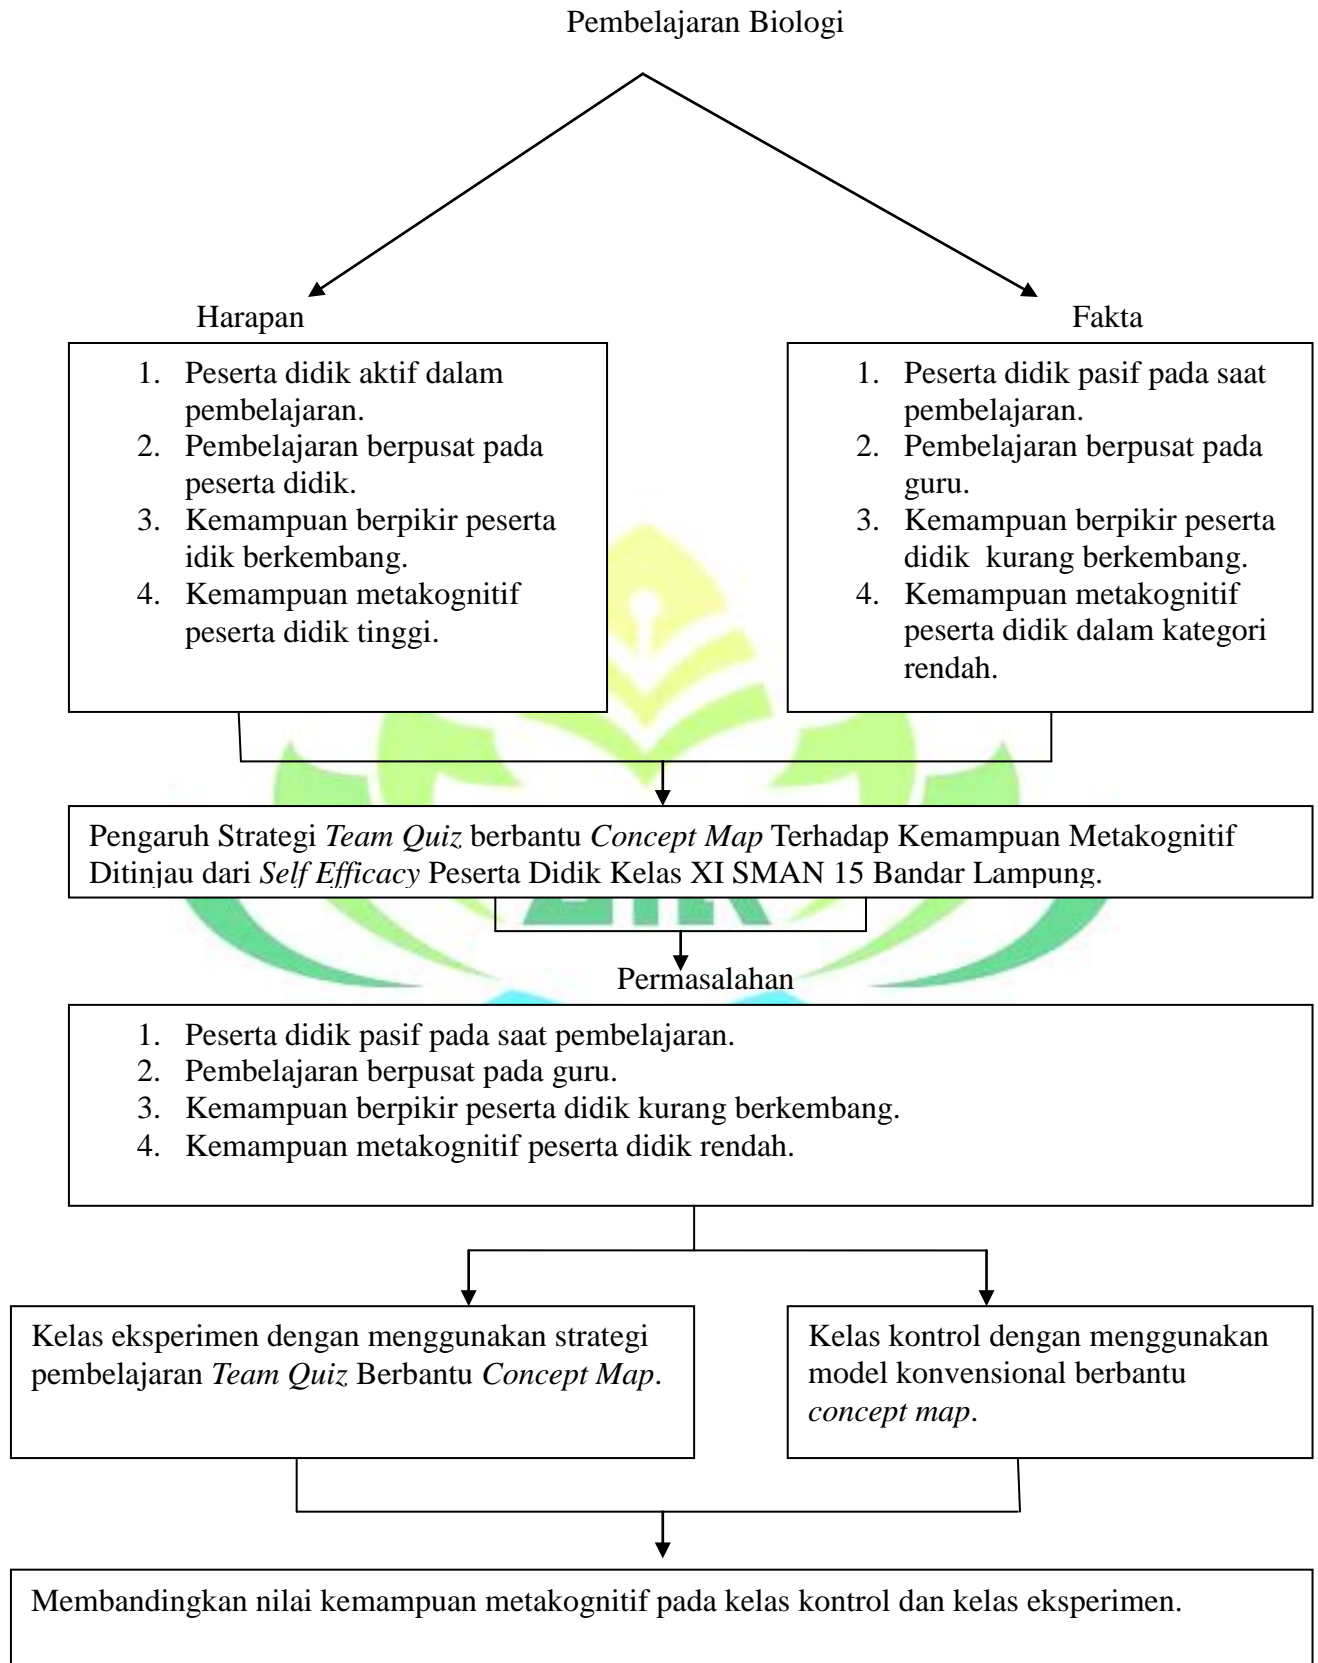 Pembelajaran Biologi
Harapan
1. Peserta didik aktif dalam
pembelajaran.
2. Pembelajaran berpusat pada
peserta didik.
3. Kemampuan berpikir peserta
idik berkembang.
4. Kemampuan metakognitif
peserta didik tinggi.
Fakta
1. Peserta didik pasif pada saat
pembelajaran.
2. Pembelajaran berpusat pada
guru.
3. Kemampuan berpikir peserta
didik kurang berkembang.
4. Kemampuan metakognitif
peserta didik dalam kategori
rendah.
Pengaruh Strategi Team Quiz berbantu Concept Map Terhadap Kemampuan Metakognitif
Ditinjau dari Self Efficacy Peserta Didik Kelas XI SMAN 15 Bandar Lampung.
Permasalahan
1. Peserta didik pasif pada saat pembelajaran.
2. Pembelajaran berpusat pada guru.
3. Kemampuan berpikir peserta didik kurang berkembang.
4. Kemampuan metakognitif peserta didik rendah.
Kelas eksperimen dengan menggunakan strategi
pembelajaran Team Quiz Berbantu Concept Map.
Kelas kontrol dengan menggunakan
model konvensional berbantu
concept map.
Membandingkan nilai kemampuan metakognitif pada kelas kontrol dan kelas eksperimen.